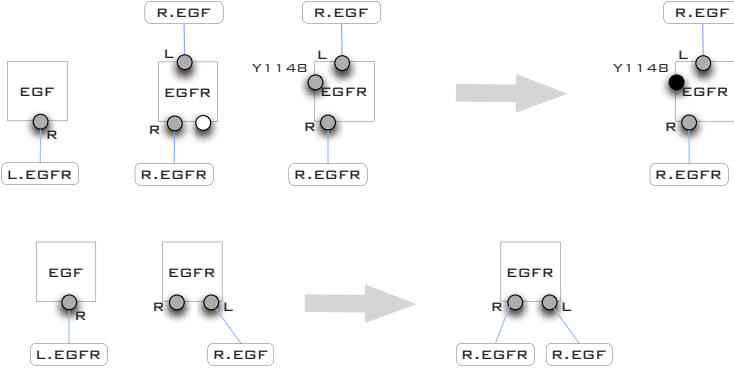 R.EGF R.EGF R.EGF
L L L
Y1148 Y1148
EGF EGFR EGFR EGFR
R R R R
L.EGFR R.EGFR R.EGFR R.EGFR
EGF EGFR EGFR
R R L R L
L.EGFR R.EGF R.EGFR R.EGF